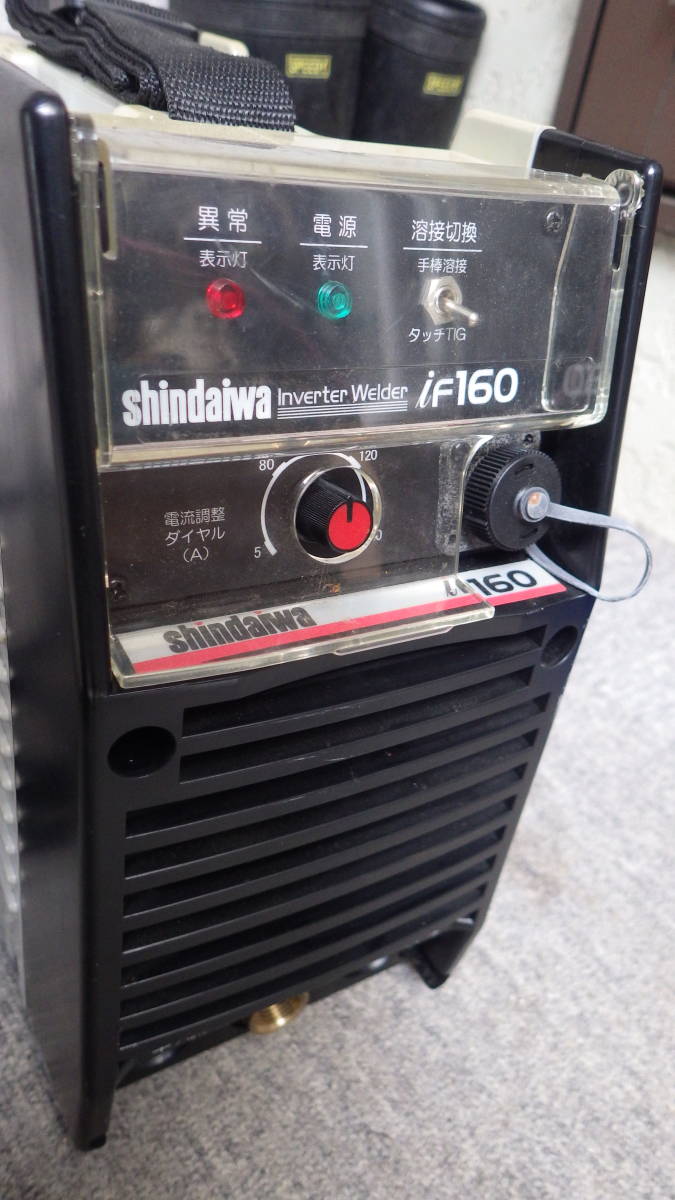 SPEEDY
異常
表示灯
電源
表示灯
溶接切換
手棒溶接
タッチTIG
shindaiwa Inverter Welder iF160
電流調整
ダイヤル
(A)
5
80
120
shindaiwa
160